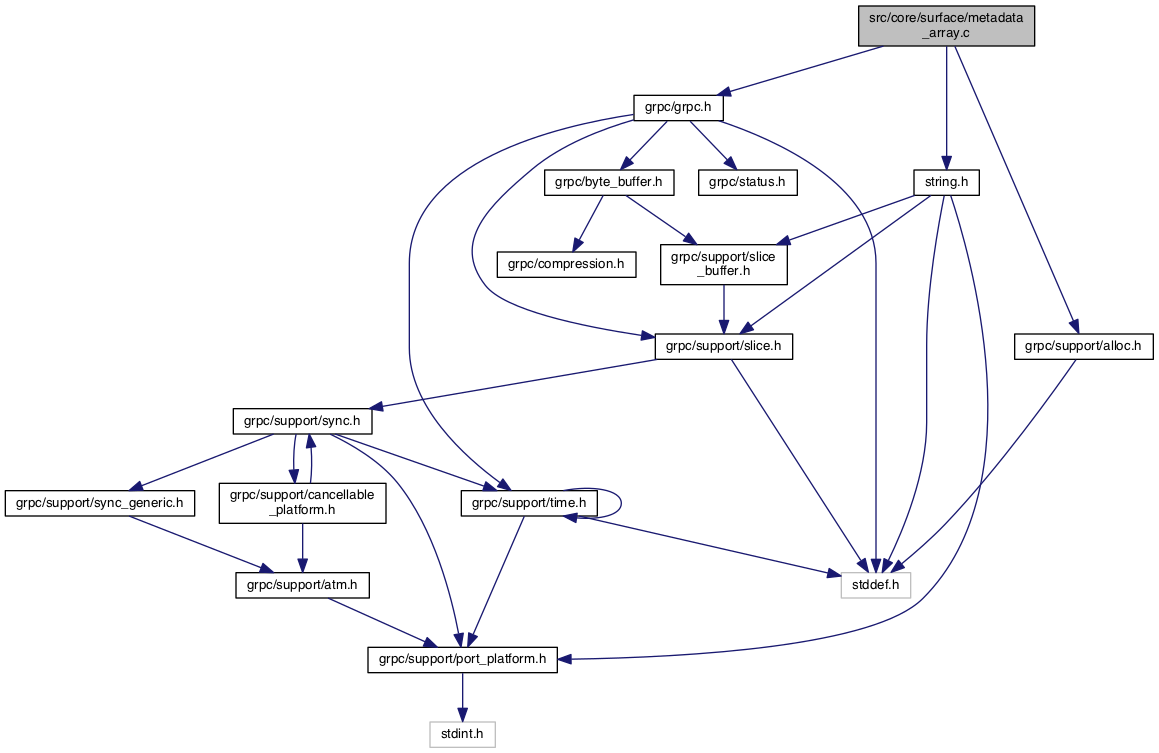 src/core/surface/metadata
_array.c
grpc/grpc.h
grpc/byte_buffer.h
grpc/status.h
string.h
grpc/compression.h
grpc/support/slice
_buffer.h
grpc/support/slice.h
grpc/support/alloc.h
grpc/support/sync.h
grpc/support/sync_generic.h
grpc/support/cancellable
_platform.h
grpc/support/time.h
grpc/support/atm.h
stddef.h
grpc/support/port_platform.h
stdint.h